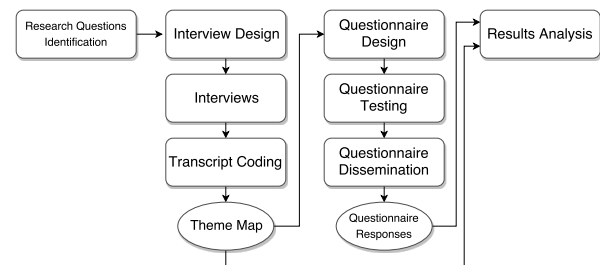 Research Questions
Identification
Interview Design
Interviews
Transcript Coding
Theme Map
Questionnaire
Design
Questionnaire
Testing
Questionnaire
Dissemination
Questionnaire
Responses
Results Analysis